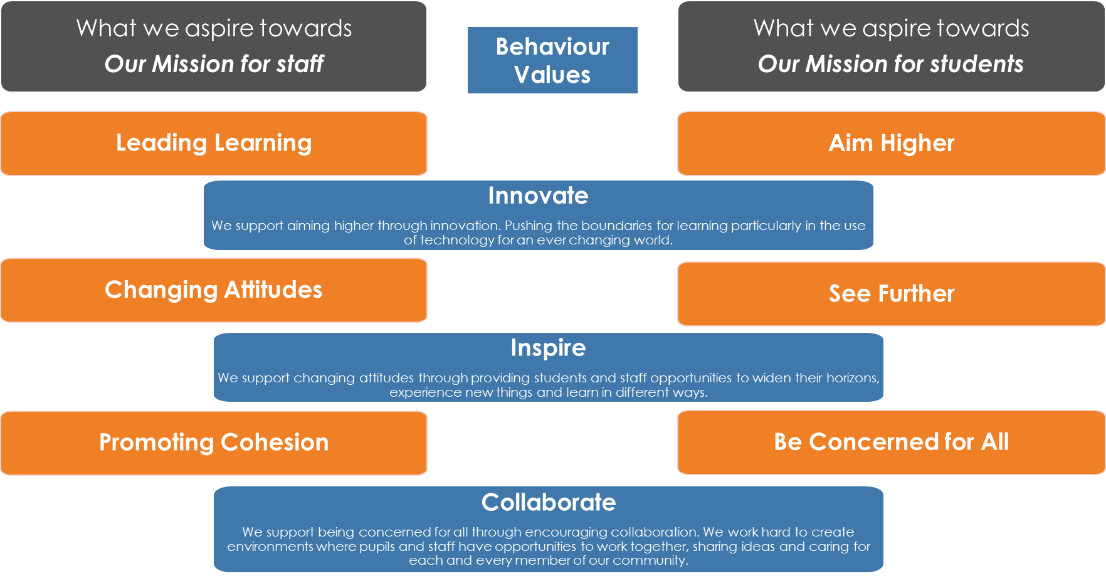 What we aspire towards
Our Mission for staff
Behaviour
Values
What we aspire towards
Our Mission for students
Leading Learning
Aim Higher
Innovate
We support aiming higher through innovation. Pushing the boundaries for learning particularly in the use
of technology for an ever changing world.
Changing Attitudes
See Further
Inspire
We support changing attitudes through providing students and staff opportunities to widen their horizons,
experience new things and learn in different ways.
Promoting Cohesion
Be Concerned for All
Collaborate
We support being concerned for all through encouraging collaboration. We work hard to create
environments where pupils and staff have opportunities to work together, sharing ideas and caring for
each and every member of our community.